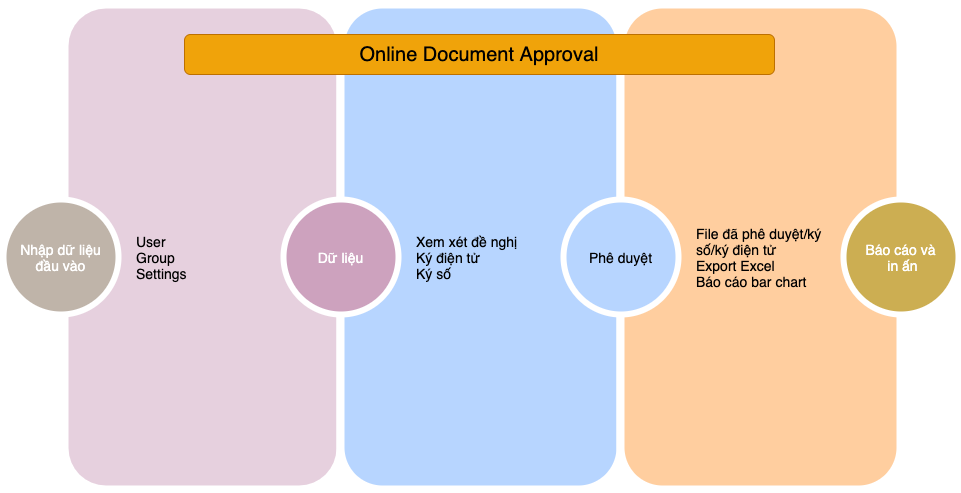 Online Document Approval
Nhập dữ liệu
đầu vào
User
Group
Settings
Dữ liệu
Xem xét đề nghị
Ký điện tử
Ký số
Phê duyệt
File đã phê duyệt/ký
số/ký điện tử
Export Excel
Báo cáo bar chart
Báo cáo và
in ấn